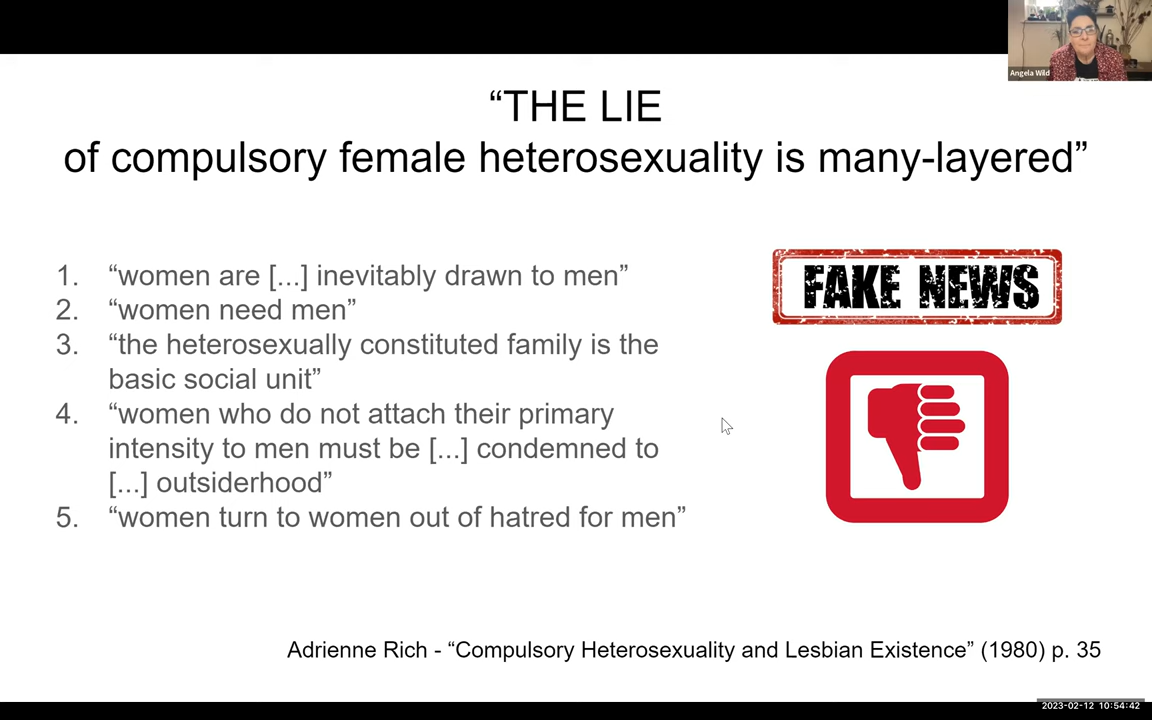 Angela Wild
“THE LIE
of compulsory female heterosexuality is many-layered”
1. “women are [...] inevitably drawn to men”
2. “women need men”
3. “the heterosexually constituted family is the
basic social unit”
4. “women who do not attach their primary
intensity to men must be [...] condemned to
[...] outsiderhood”
5. “women turn to women out of hatred for men”
FAKE NEWS
Adrienne Rich - “Compulsory Heterosexuality and Lesbian Existence” (1980) p. 35
2023-02-12 10:54:42